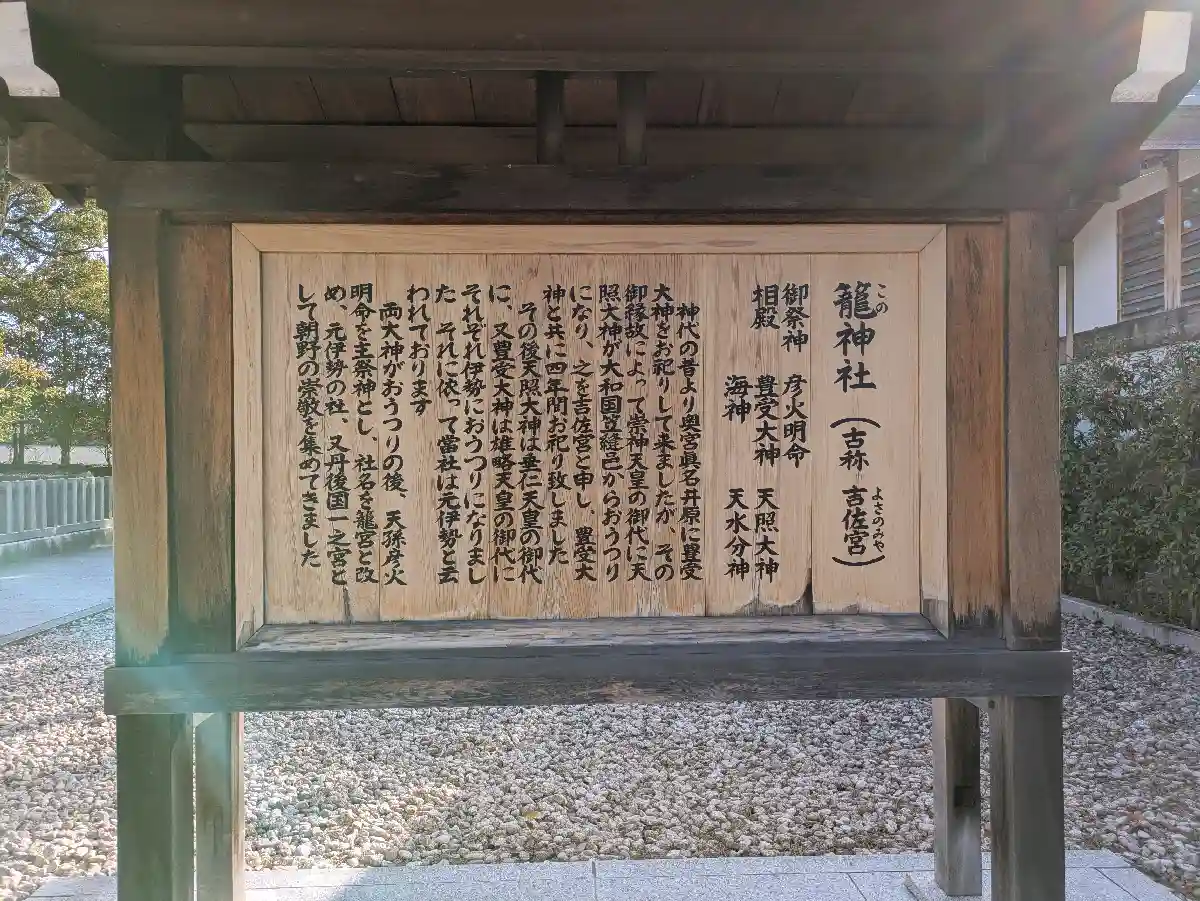 籠神社（古称 吉佐宮）
この
よさのみや
御祭神 彦火明命
相殿 豊受大神 天照大神
海神 天水分神
神代の昔より奥宮眞名井原に豊受
大神をお祀りして来ましたが その
御縁故によって崇神天皇の御代に天
照大神が大和国笠縫邑からおうつり
になり、之を吉佐宮と申し、豊受大
神と共に四年間お祀り致しました
その後天照大神は垂仁天皇の御代
に、又豊受大神は雄略天皇の御代に
それぞれ伊勢におうつりになりまし
た それに依って當社は元伊勢と云
われております
両大神がおうつりの後、天孫彦火
明命を主祭神とし、社名を籠宮と改
め、元伊勢の社、又丹後国一之宮と
して朝野の崇敬を集めてきました